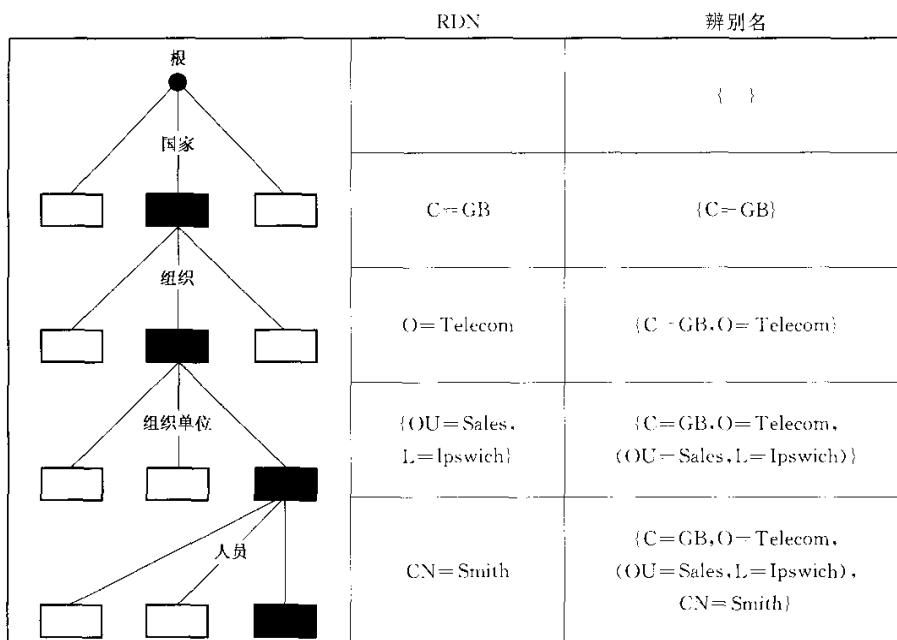 RDN 辨别名
根
{ }
国家
C=GB {C=GB}
组织
O=Telecom {C=GB,O=Telecom}
组织单位
{OU=Sales,
L=Ipswich}
{C=GB,O=Telecom,
(OU=Sales,L=Ipswich)}
人员
CN=Smith
{C=GB,O=Telecom,
(OU=Sales,L=Ipswich),
CN=Smith}